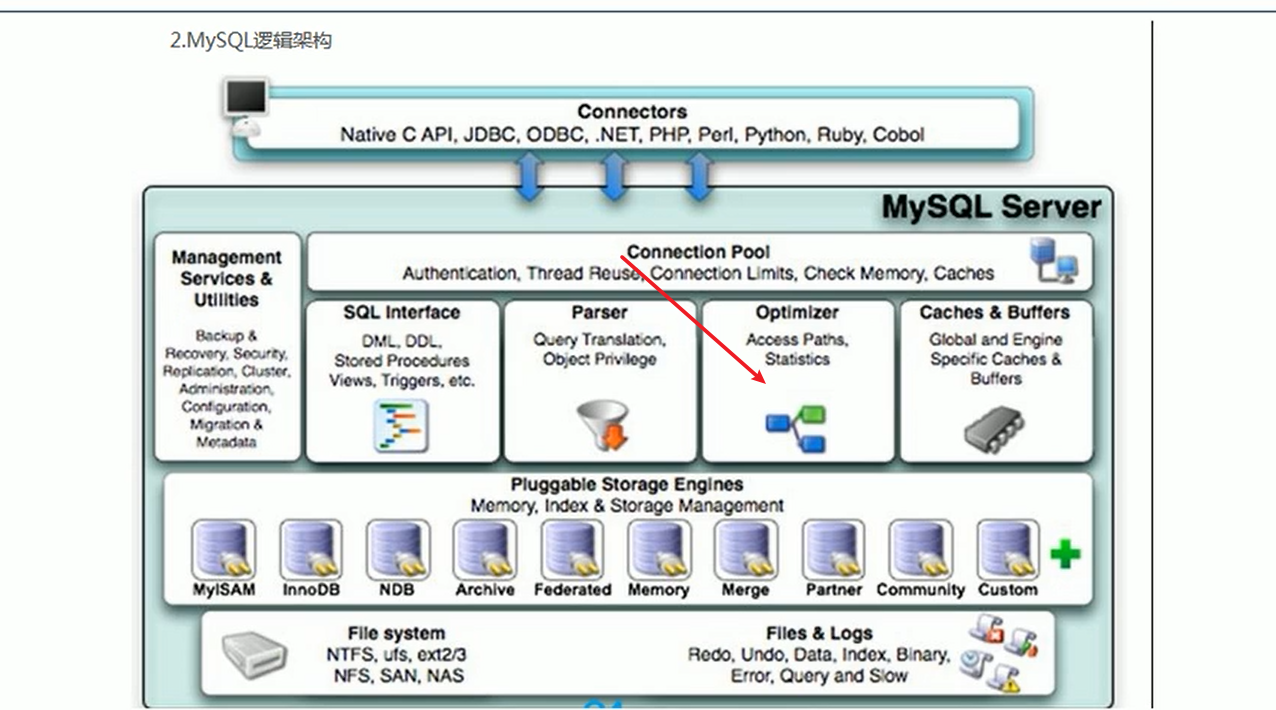 2.MySQL逻辑架构
Connectors
Native C API, JDBC, ODBC, .NET, PHP, Perl, Python, Ruby, Cobol
MySQL Server
Management
Services &
Utilities
Backup &
Recovery, Security,
Replication, Cluster,
Administration,
Configuration,
Migration &
Metadata
Connection Pool
Authentication, Thread Reuse, Connection Limits, Check Memory, Caches
SQL Interface
DML, DDL,
Stored Procedures
Views, Triggers, etc.
Parser
Query Translation,
Object Privilege
Optimizer
Access Paths,
Statistics
Caches & Buffers
Global and Engine
Specific Caches &
Buffers
Pluggable Storage Engines
Memory, Index & Storage Management
MyISAM
InnoDB
NDB
Archive
Federated
Memory
Merge
Partner
Community
Custom
File system
NTFS, ufs, ext2/3
NFS, SAN, NAS
Files & Logs
Redo, Undo, Data, Index, Binary,
Error, Query and Slow